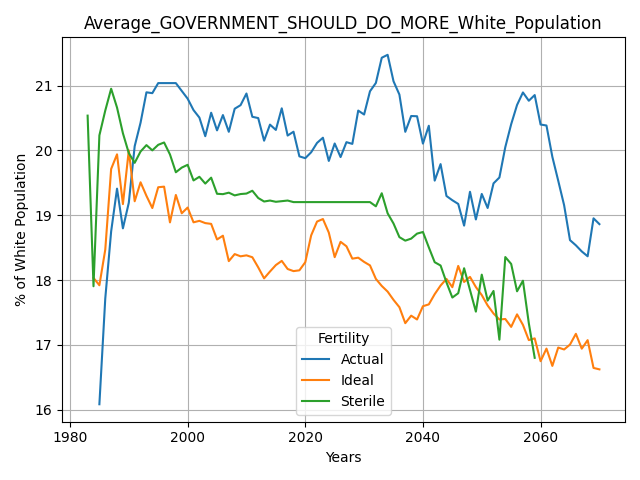 Average_GOVERNMENT_SHOULD_DO_MORE_White_Population
% of White Population
21
20
19
18
17
16
Fertility
Actual
Ideal
Sterile
1980
2000
2020
2040
2060
Years